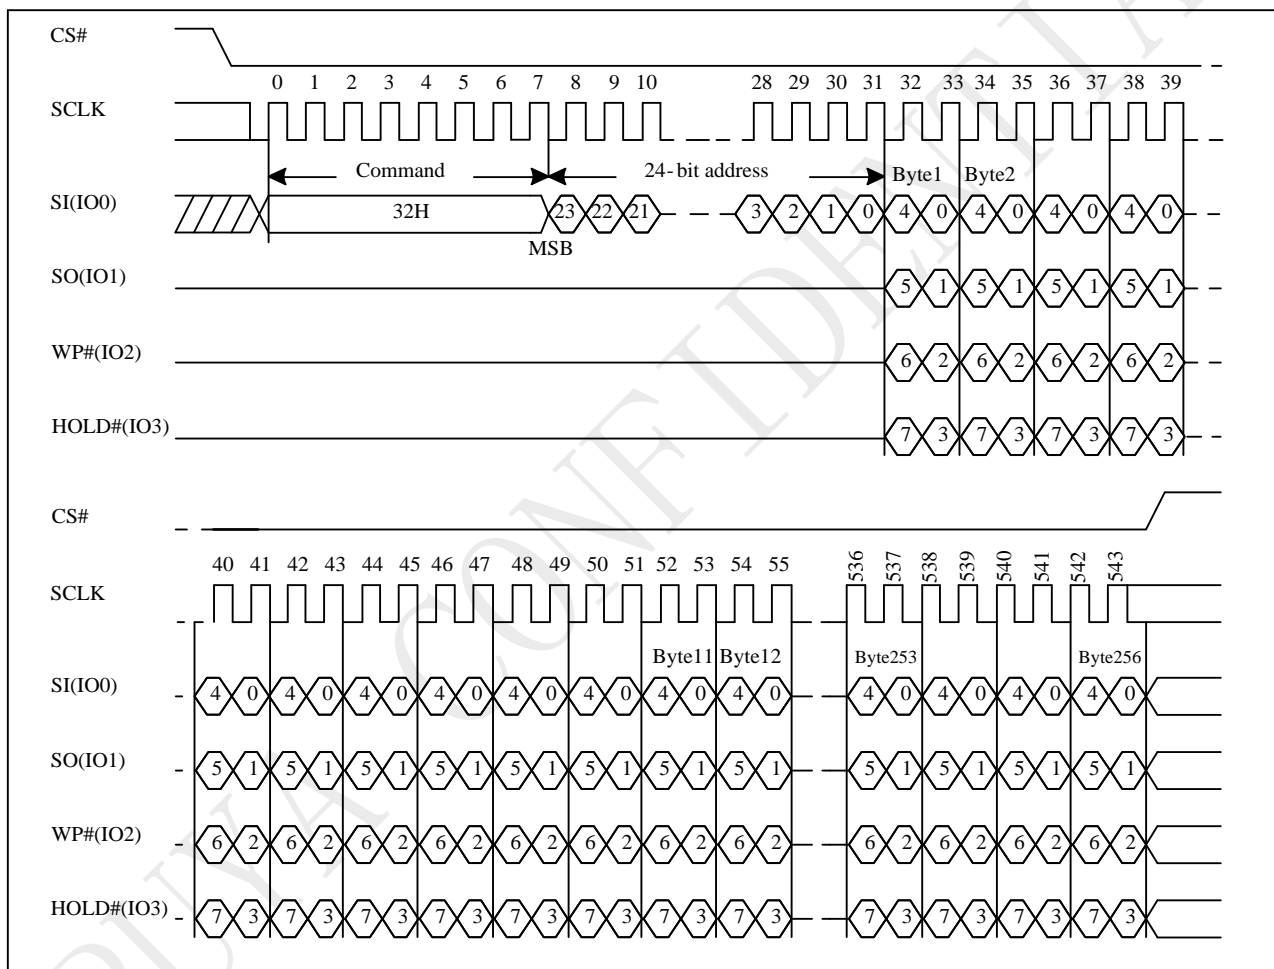 CS#
0 1 2 3 4 5 6 7 8 9 10 28 29 30 31 32 33 34 35 36 37 38 39
SCLK
Command 24-bit address Byte1 Byte2
SI(IO0) 32H 23 22 21 3 2 1 0 4 0 4 0 4 0 4 0
MSB
SO(IO1) 5 1 5 1 5 1 5 1
WP#(IO2) 6 2 6 2 6 2 6 2
HOLD#(IO3) 7 3 7 3 7 3 7 3
CS#
40 41 42 43 44 45 46 47 48 49 50 51 52 53 54 55 536 537 538 539 540 541 542 543
SCLK
Byte11 Byte12 Byte253 Byte256
SI(IO0) 4 0 4 0 4 0 4 0 4 0 4 0 4 0 4 0 4 0 4 0 4 0 4 0
SO(IO1) 5 1 5 1 5 1 5 1 5 1 5 1 5 1 5 1 5 1 5 1 5 1 5 1
WP#(IO2) 6 2 6 2 6 2 6 2 6 2 6 2 6 2 6 2 6 2 6 2 6 2 6 2
HOLD#(IO3) 7 3 7 3 7 3 7 3 7 3 7 3 7 3 7 3 7 3 7 3 7 3 7 3
PUYA CONFIDENTIA